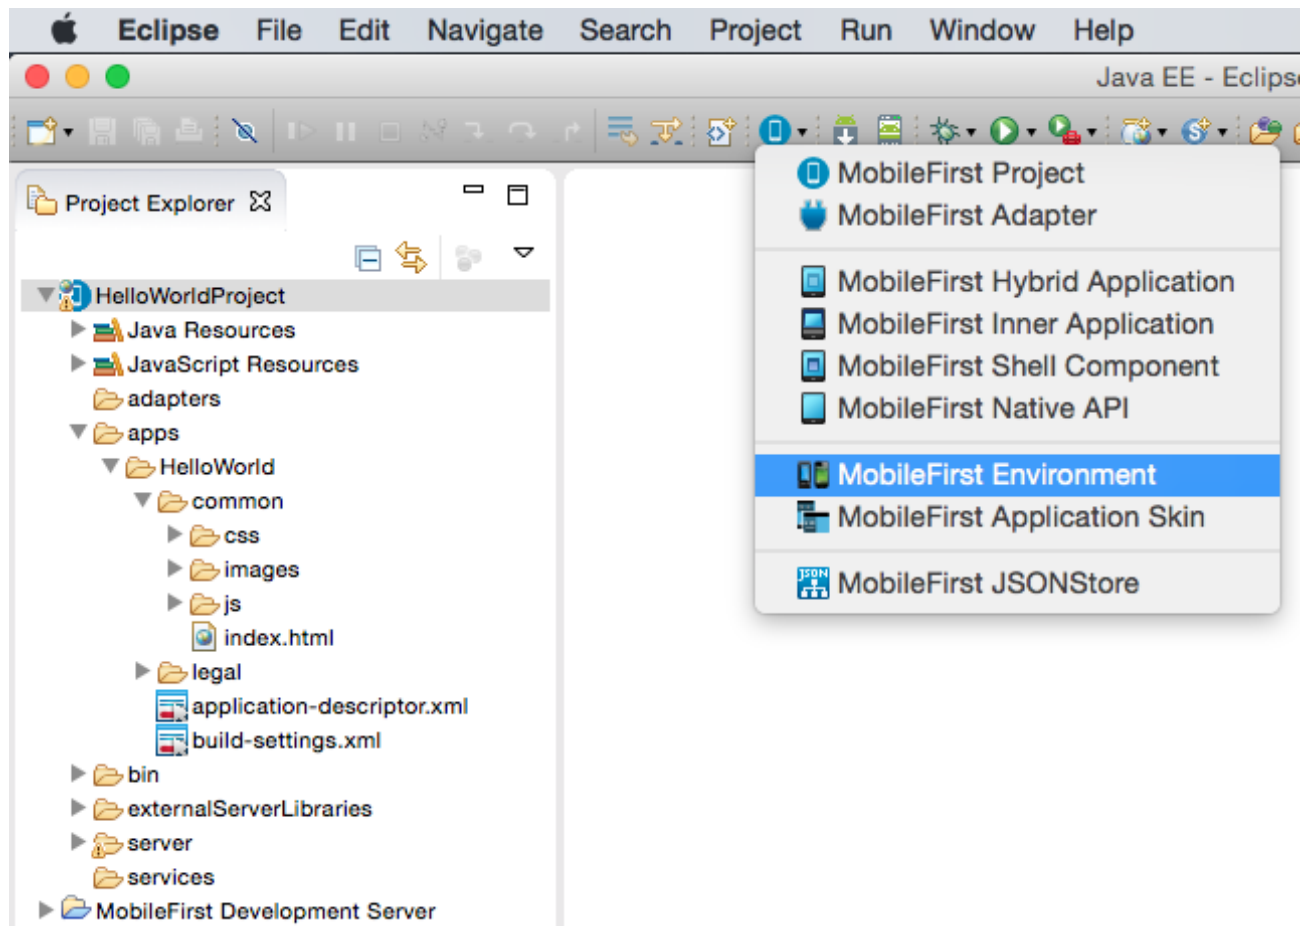 Eclipse File Edit Navigate Search Project Run Window Help
Java EE - Eclipse
Project Explorer
HelloWorldProject
Java Resources
JavaScript Resources
adapters
apps
HelloWorld
common
css
images
js
index.html
legal
application-descriptor.xml
build-settings.xml
bin
externalServerLibraries
server
services
MobileFirst Development Server
MobileFirst Project
MobileFirst Adapter
MobileFirst Hybrid Application
MobileFirst Inner Application
MobileFirst Shell Component
MobileFirst Native API
MobileFirst Environment
MobileFirst Application Skin
JSON
MobileFirst JSONStore